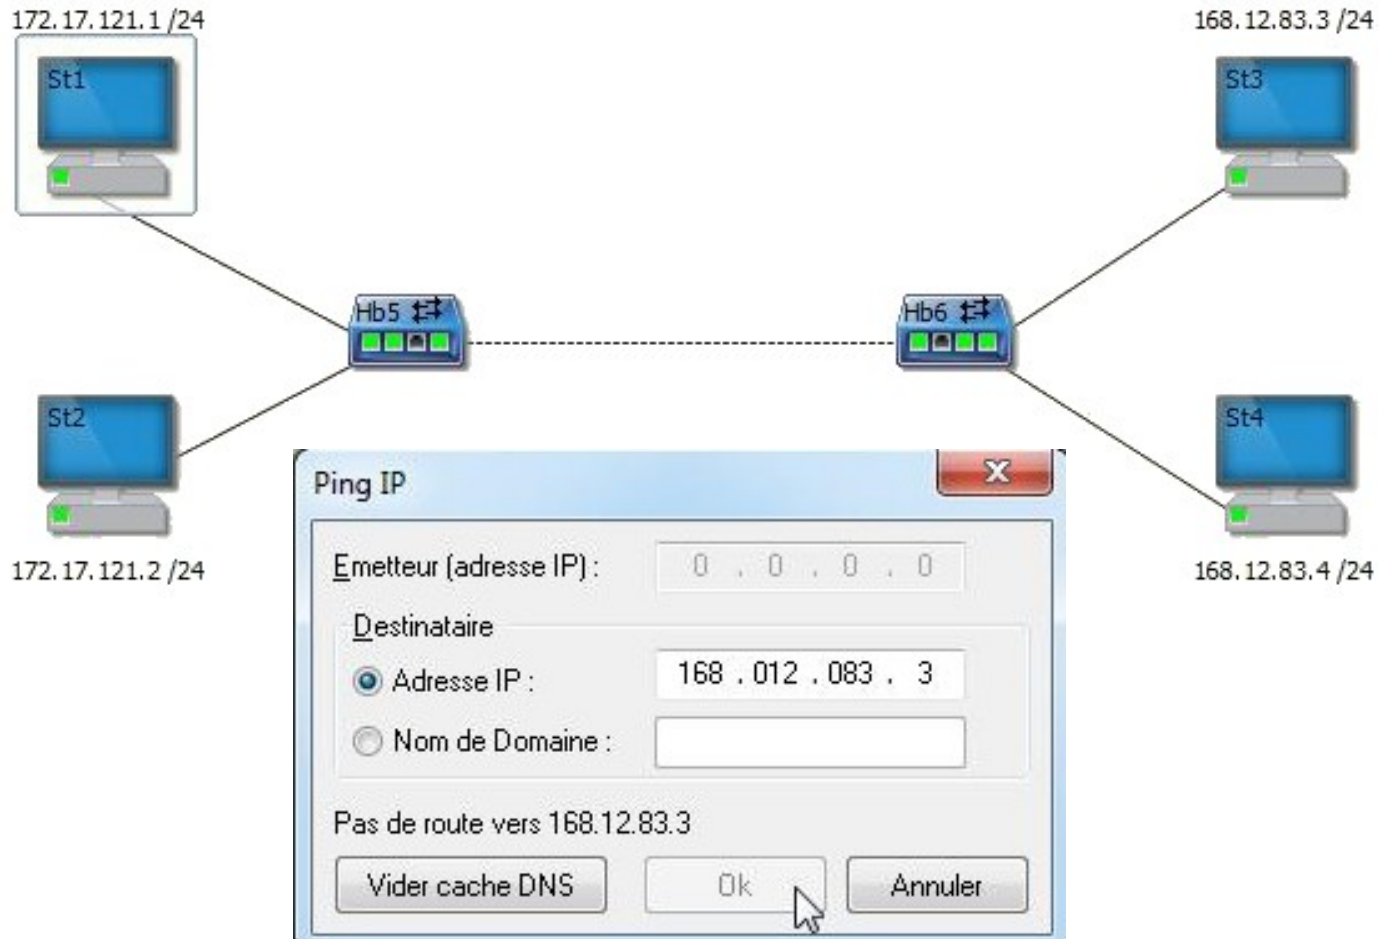 172.17.121.1 /24
168.12.83.3 /24
St1
St3
Hb5
Hb6
St2
St4
172.17.121.2 /24
168.12.83.4 /24
Ping IP
Emetteur (adresse IP) :
0 . 0 . 0 . 0
Destinataire
Adresse IP :
168 . 012 . 083 . 3
Nom de Domaine :
Pas de route vers 168.12.83.3
Vider cache DNS
Ok
Annuler